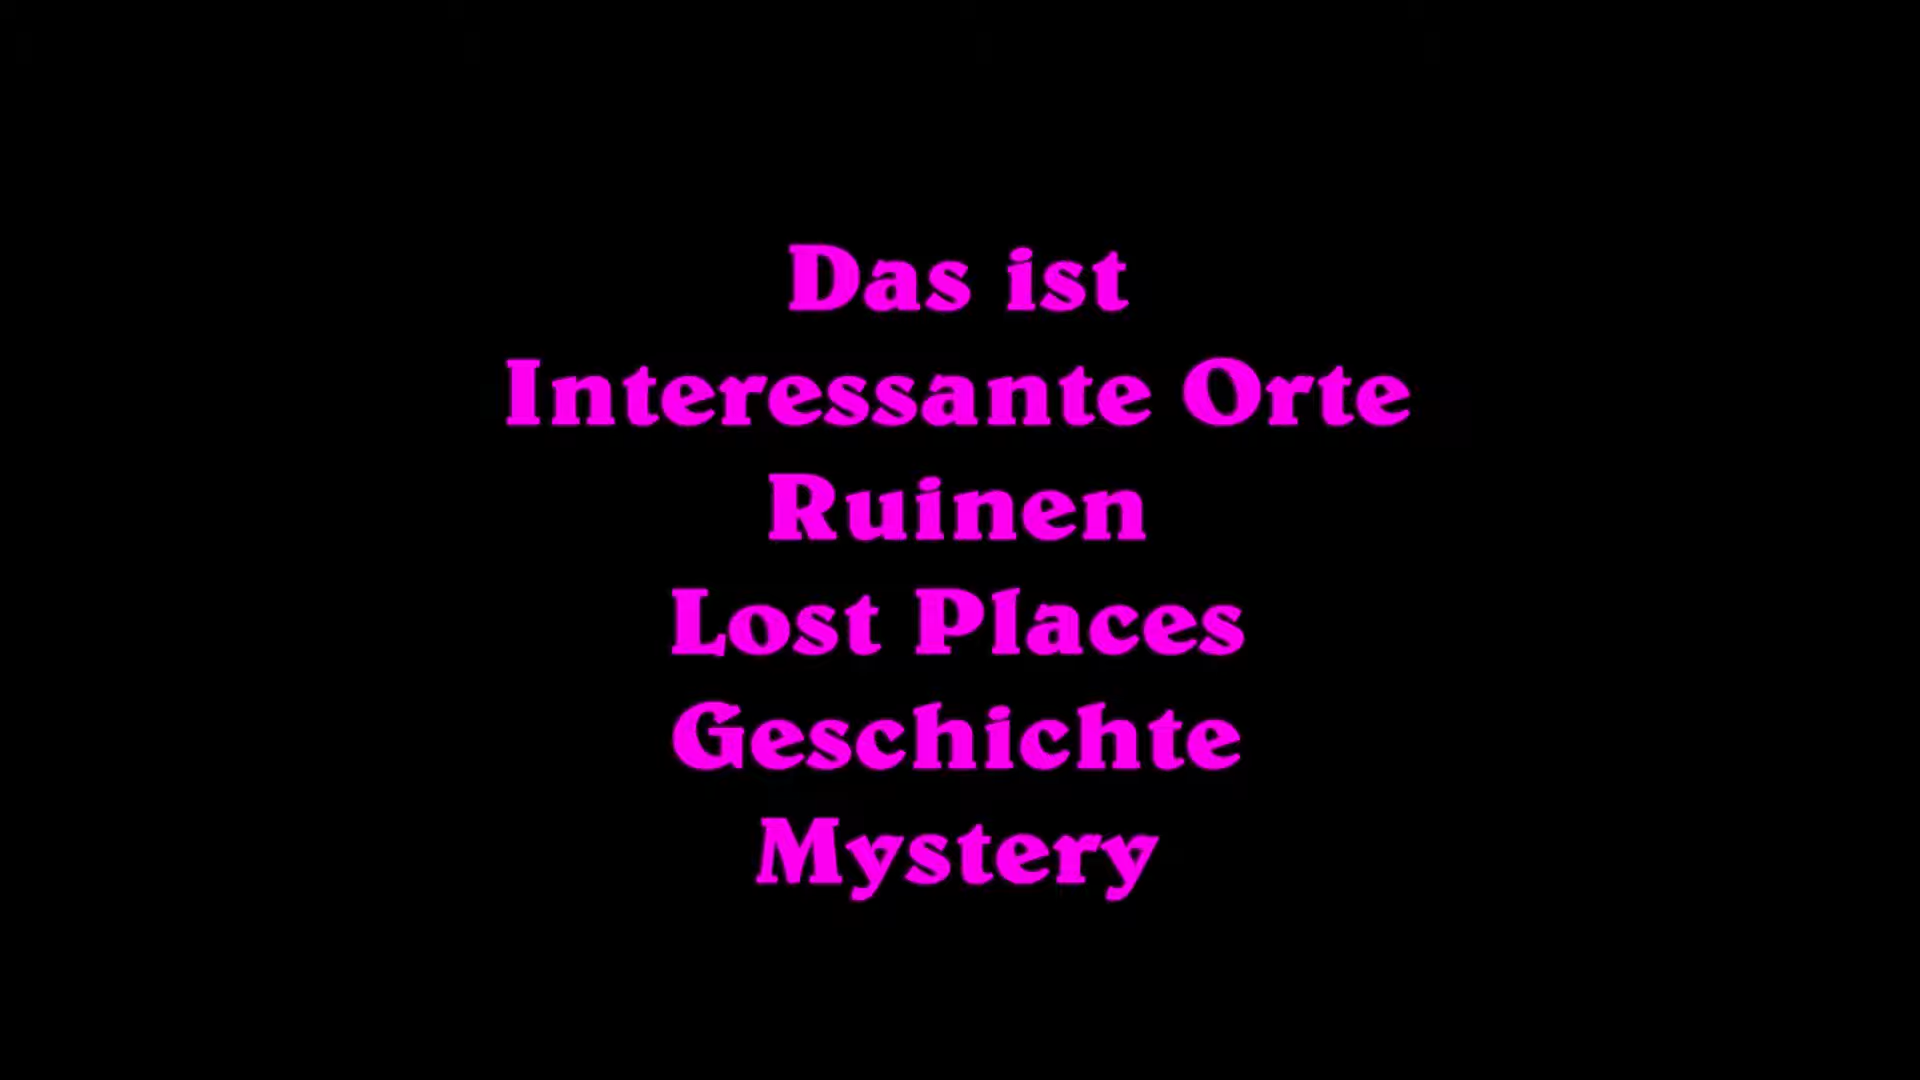 Das ist
Interessante Orte
Ruinen
Lost Places
Geschichte
Mystery